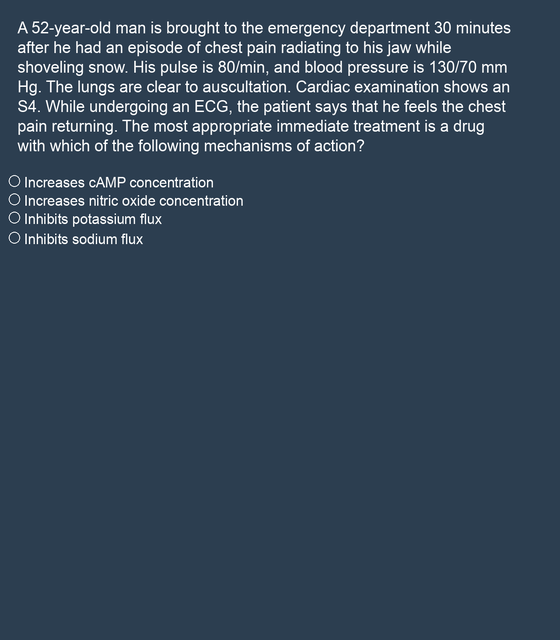 A 52-year-old man is brought to the emergency department 30 minutes
after he had an episode of chest pain radiating to his jaw while
shoveling snow. His pulse is 80/min, and blood pressure is 130/70 mm
Hg. The lungs are clear to auscultation. Cardiac examination shows an
S4. While undergoing an ECG, the patient says that he feels the chest
pain returning. The most appropriate immediate treatment is a drug
with which of the following mechanisms of action?
Increases cAMP concentration
Increases nitric oxide concentration
Inhibits potassium flux
Inhibits sodium flux